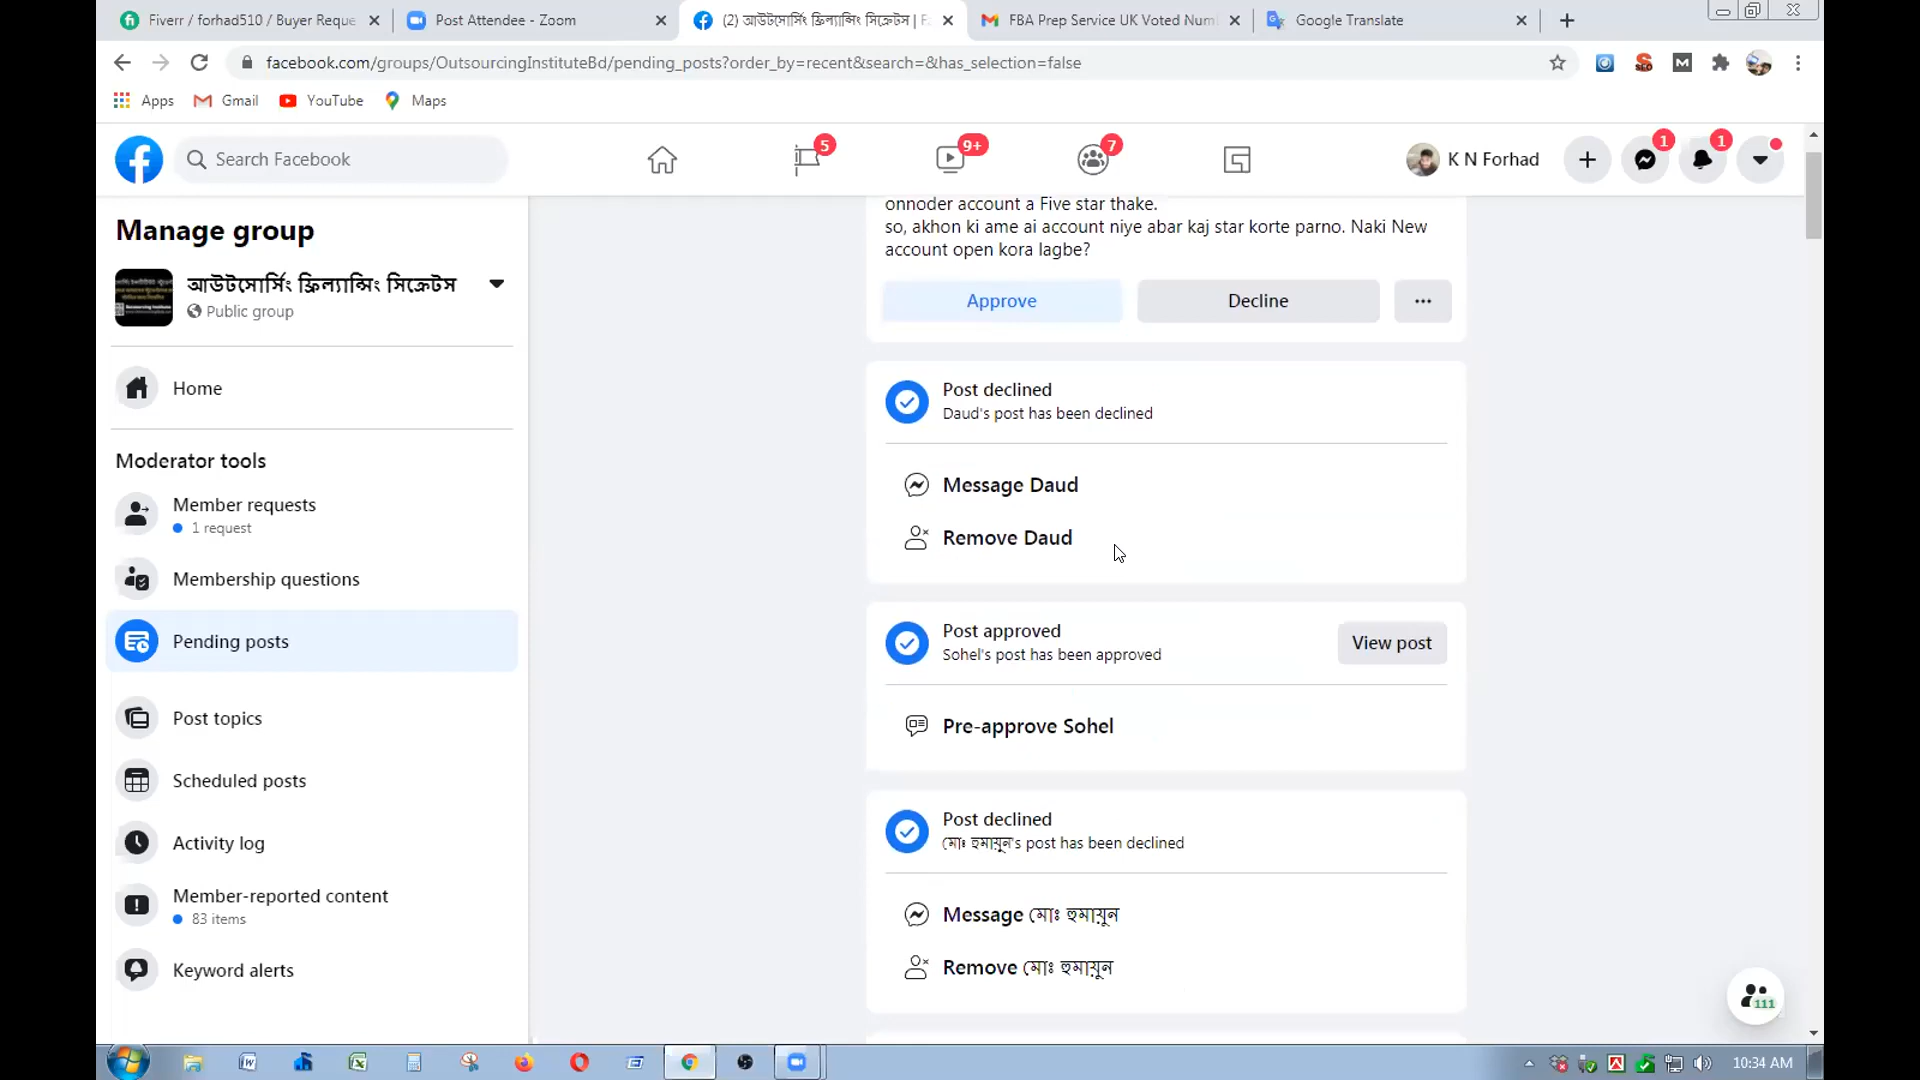 Fiverr / forhad510 / Buyer Reque
Post Attendee - Zoom
(2) আউটসোর্সিং ফ্রিল্যান্সিং সিক্রেটস | F
FBA Prep Service UK Voted Num
Google Translate
facebook.com/groups/OutsourcingInstituteBd/pending_posts?order_by=recent&search=&has_selection=false
Apps
Gmail
YouTube
Maps
Search Facebook
5
9+
7
K N Forhad
1
1
Manage group
আউটসোর্সিং ফ্রিল্যান্সিং সিক্রেটস
Public group
Home
Moderator tools
Member requests
1 request
Membership questions
Pending posts
Post topics
Scheduled posts
Activity log
Member-reported content
83 items
Keyword alerts
onnoder account a Five star thake.
so, akhon ki ame ai account niye abar kaj star korte parno. Naki New
account open kora lagbe?
Approve
Decline
Post declined
Daud's post has been declined
Message Daud
Remove Daud
Post approved
Sohel's post has been approved
View post
Pre-approve Sohel
Post declined
মোঃ হুমায়ুন's post has been declined
Message মোঃ হুমায়ুন
Remove মোঃ হুমায়ুন
111
10:34 AM